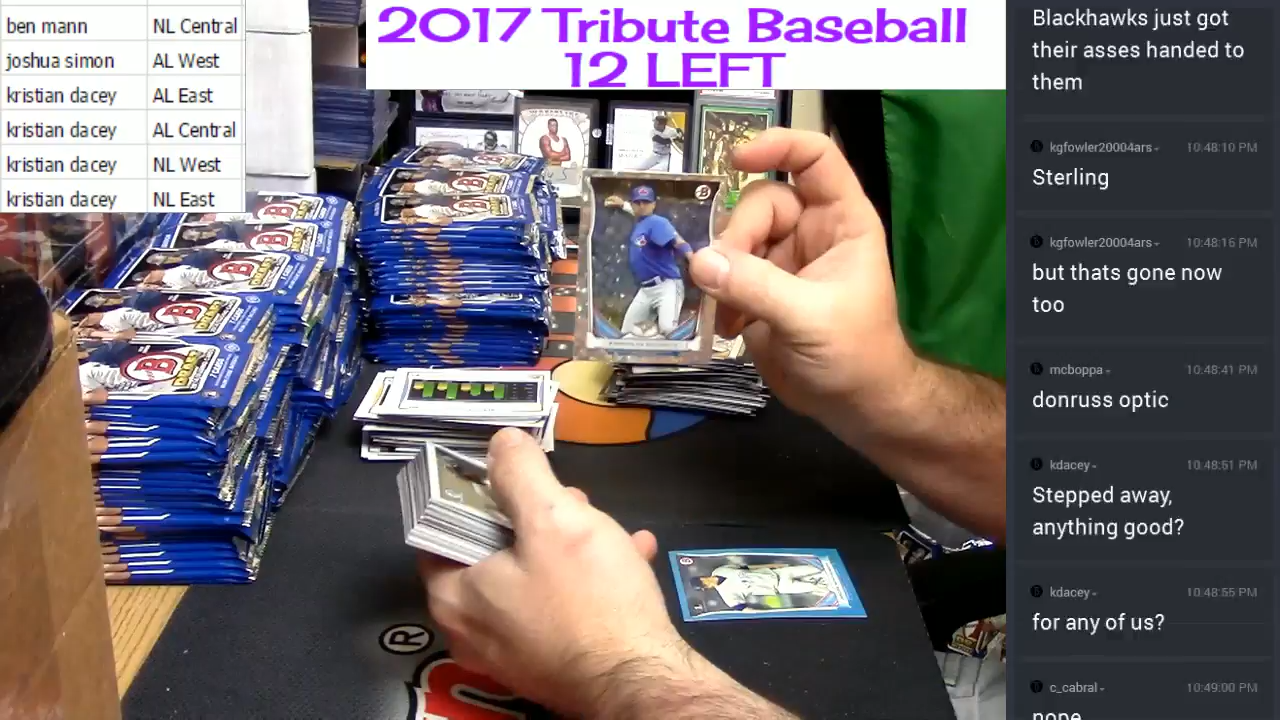 ben mann NL Central
joshua simon AL West
kristian dacey AL East
kristian dacey AL Central
kristian dacey NL West
kristian dacey NL East
2017 Tribute Baseball
12 LEFT
Blackhawks just got
their asses handed to
them
kgfowler20004ars 10:48:10 PM
Sterling
kgfowler20004ars 10:48:16 PM
but thats gone now
too
mcboppa 10:48:41 PM
donruss optic
kdacey 10:48:51 PM
Stepped away,
anything good?
kdacey 10:48:55 PM
for any of us?
c_cabral 10:49:00 PM
nope
B
DRAFT
B
DRAFT
®